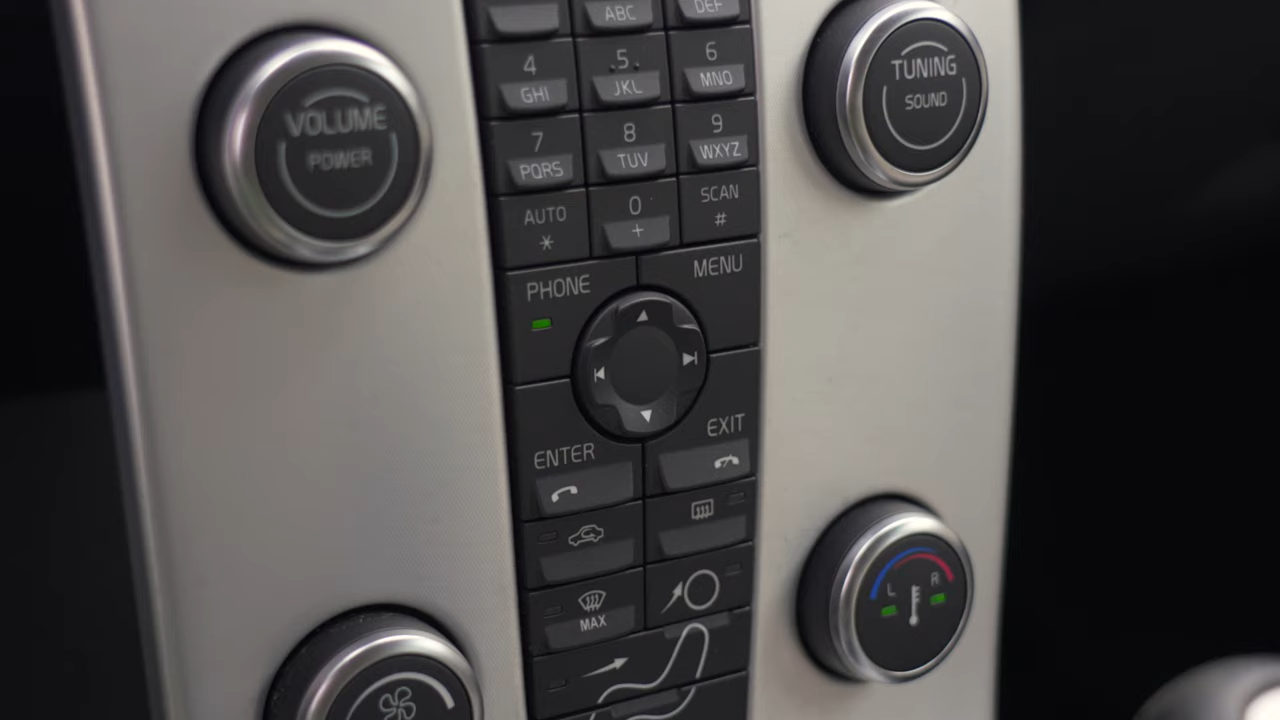 VOLUME
POWER
ABC
DEF
4
GHI
5
JKL
6
MNO
7
PQRS
8
TUV
9
WXYZ
AUTO
*
0
+
SCAN
#
TUNING
SOUND
PHONE
MENU
ENTER
EXIT
MAX
L
R